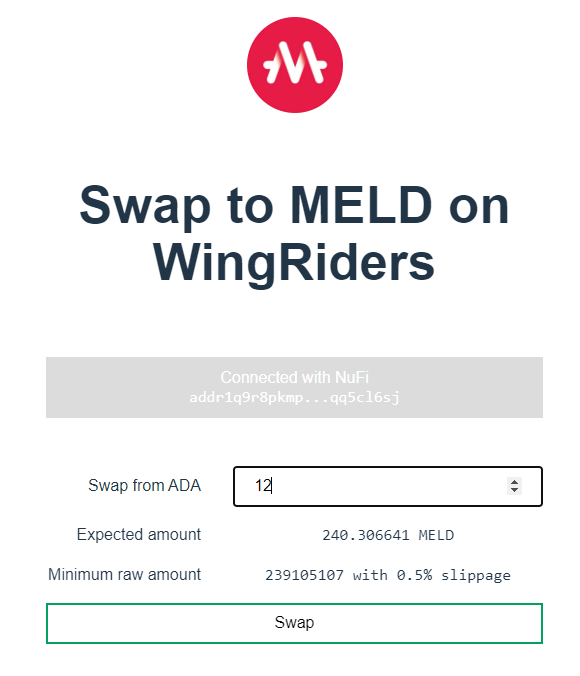 Swap to MELD on
WingRiders
Connected with NuFi
addr1q9r8pkmp...qq5cl6sj
Swap from ADA 12
Expected amount 240.306641 MELD
Minimum raw amount 239105107 with 0.5% slippage
Swap